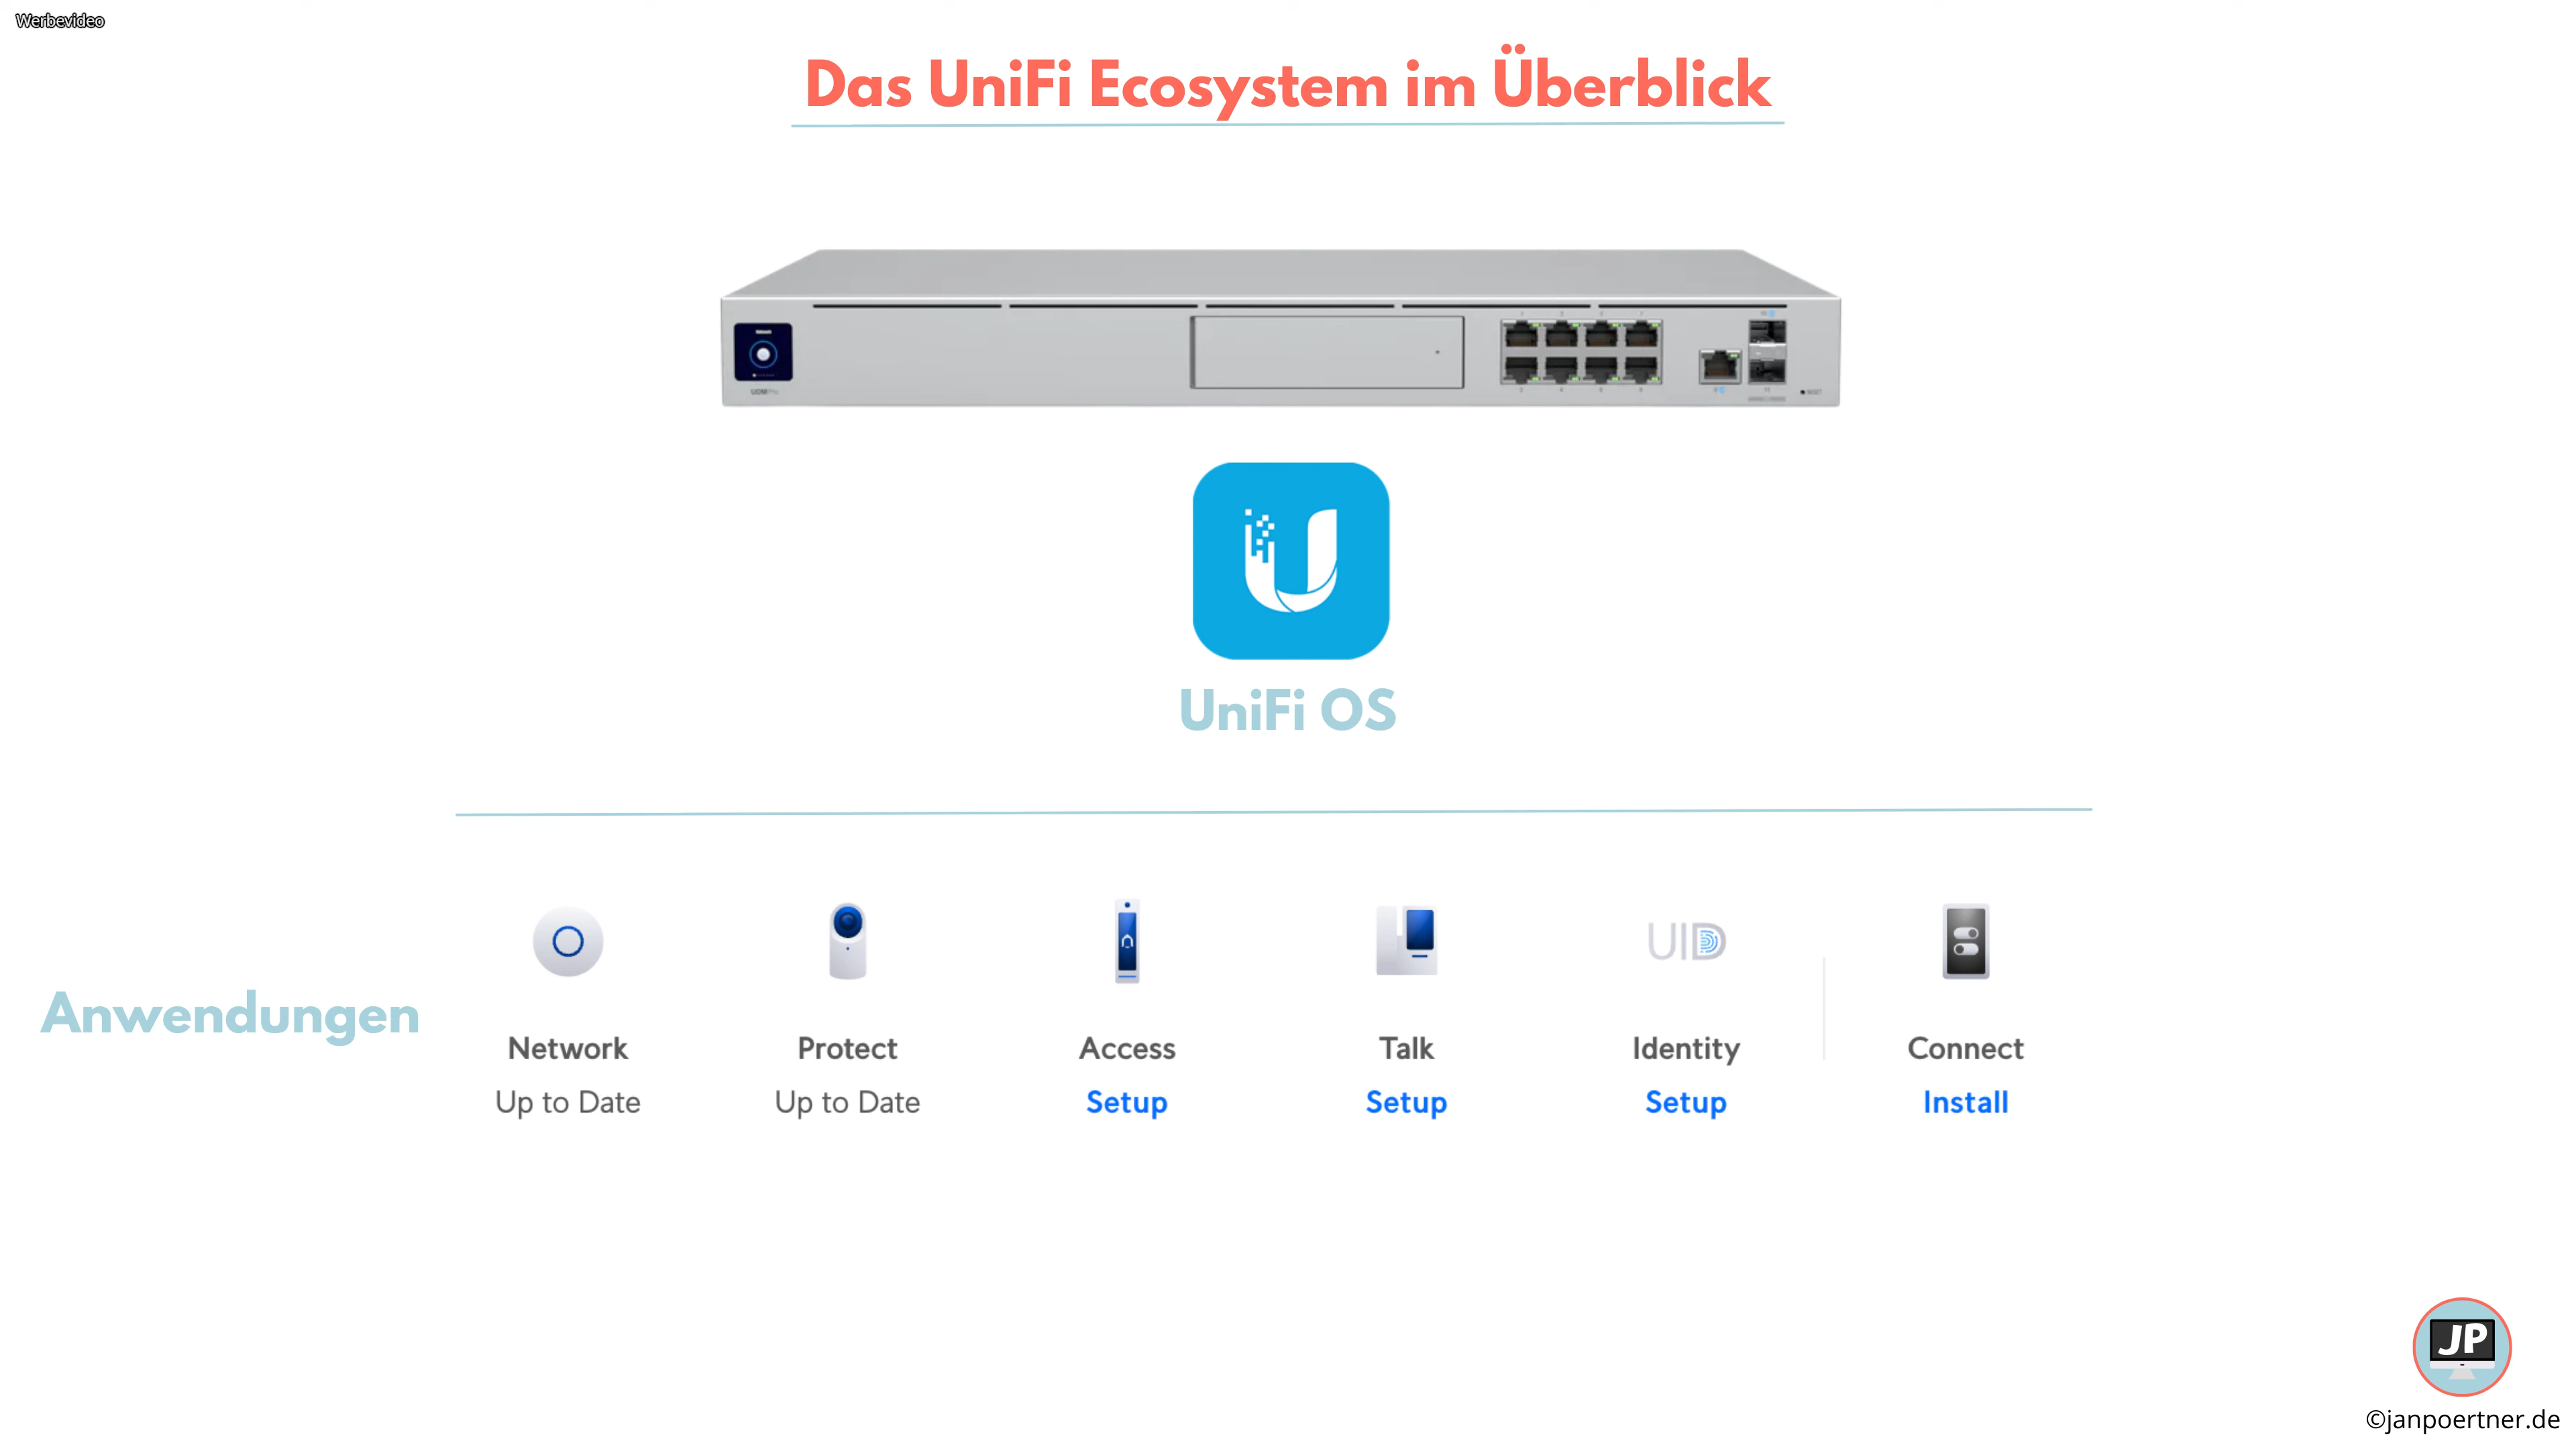 Werbevideo
Das UniFi Ecosystem im Überblick
UniFi OS
Anwendungen
Network
Protect
Access
Talk
UID
Identity
Connect
Up to Date
Up to Date
Setup
Setup
Setup
Install
JP
©janpoertner.de